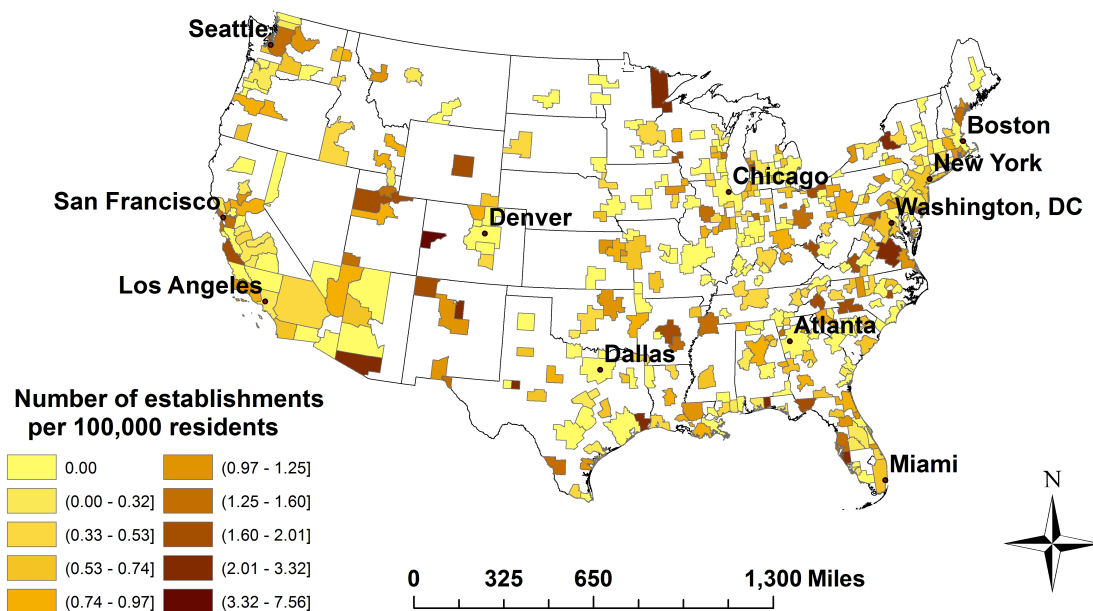 Seattle
Boston
New York
Chicago
San Francisco
Washington, DC
Denver
Los Angeles
Atlanta
Dallas
Miami
Number of establishments
per 100,000 residents
0.00
(0.97 - 1.25]
(0.00 - 0.32]
(1.25 - 1.60]
(0.33 - 0.53]
(1.60 - 2.01]
(0.53 - 0.74]
(2.01 - 3.32]
(0.74 - 0.97]
(3.32 - 7.56]
N
0 325 650 1,300 Miles